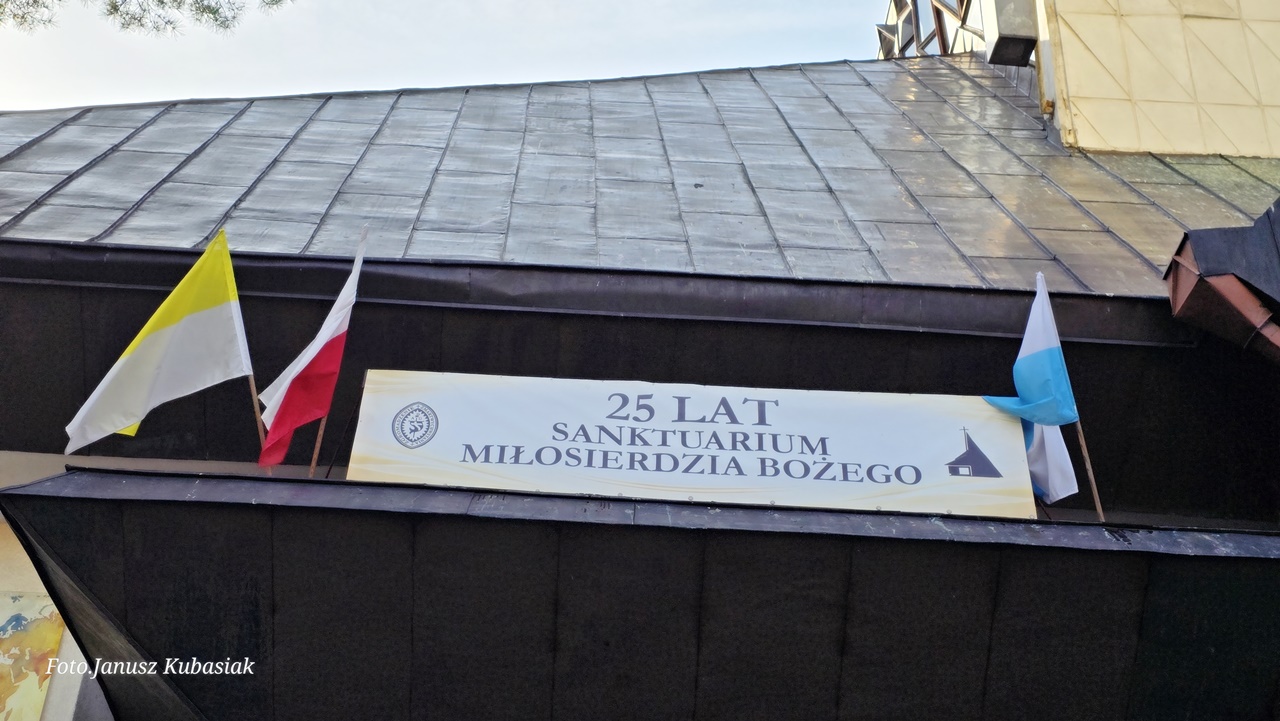 25 LAT
SANKTUARIUM
MIŁOSIERDZIA BOŻEGO
Foto.Janusz Kubasiak